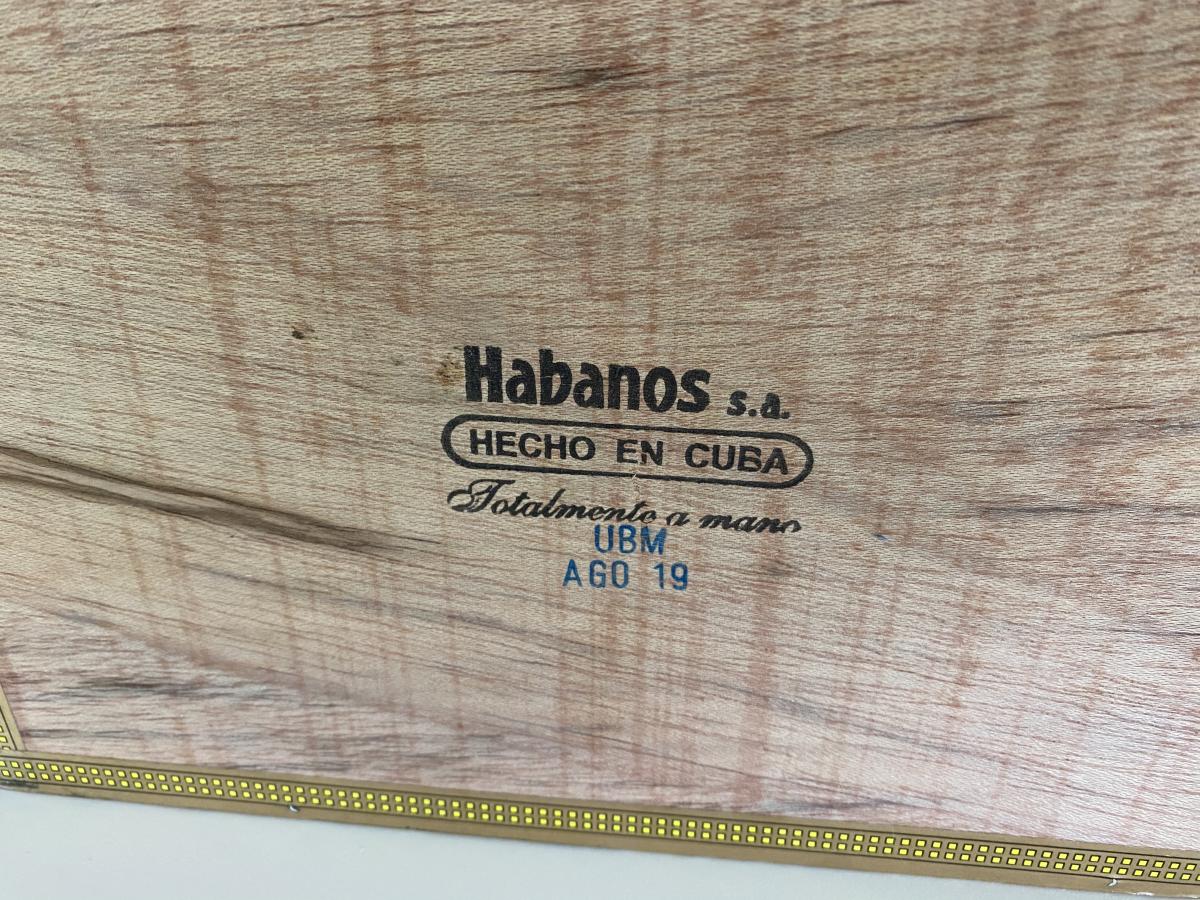 Habanos s.a.
HECHO EN CUBA
Totalmente a mano
UBM
AGO 19